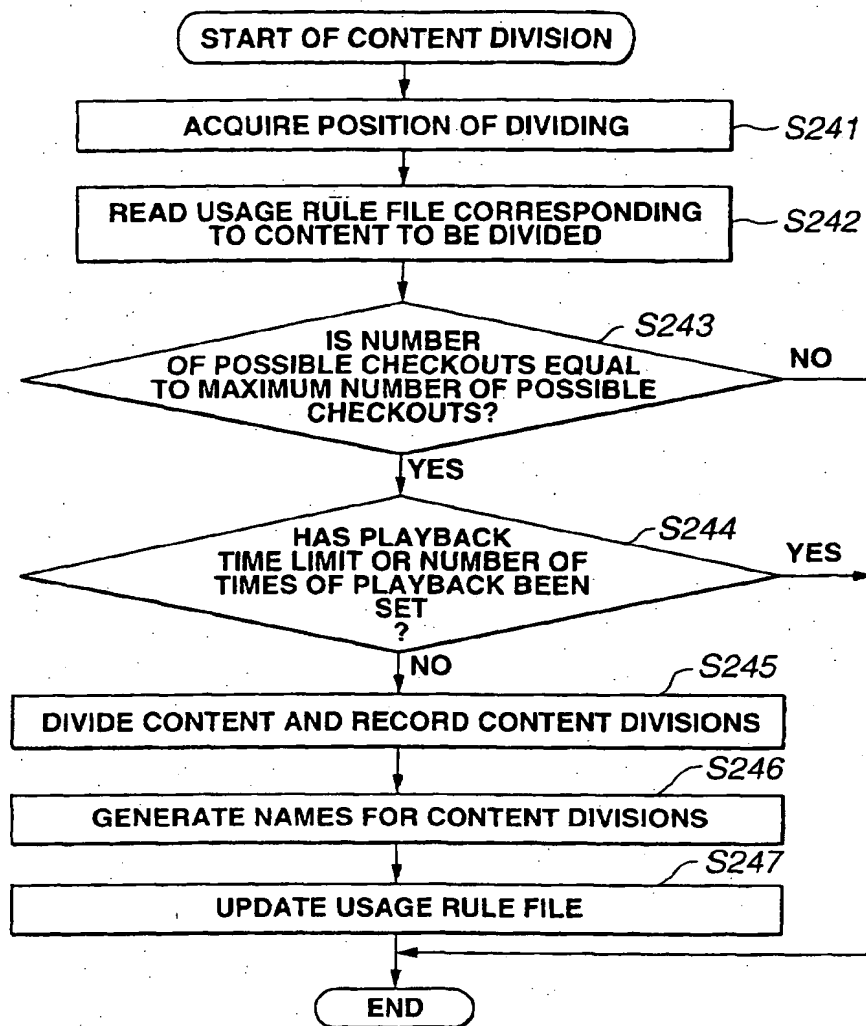 START OF CONTENT DIVISION
ACQUIRE POSITION OF DIVIDING
S241
READ USAGE RULE FILE CORRESPONDING
TO CONTENT TO BE DIVIDED
S242
S243
IS NUMBER
OF POSSIBLE CHECKOUTS EQUAL
TO MAXIMUM NUMBER OF POSSIBLE
CHECKOUTS?
NO
YES
S244
HAS PLAYBACK
TIME LIMIT OR NUMBER OF
TIMES OF PLAYBACK BEEN
SET
?
YES
NO
S245
DIVIDE CONTENT AND RECORD CONTENT DIVISIONS
S246
GENERATE NAMES FOR CONTENT DIVISIONS
S247
UPDATE USAGE RULE FILE
END